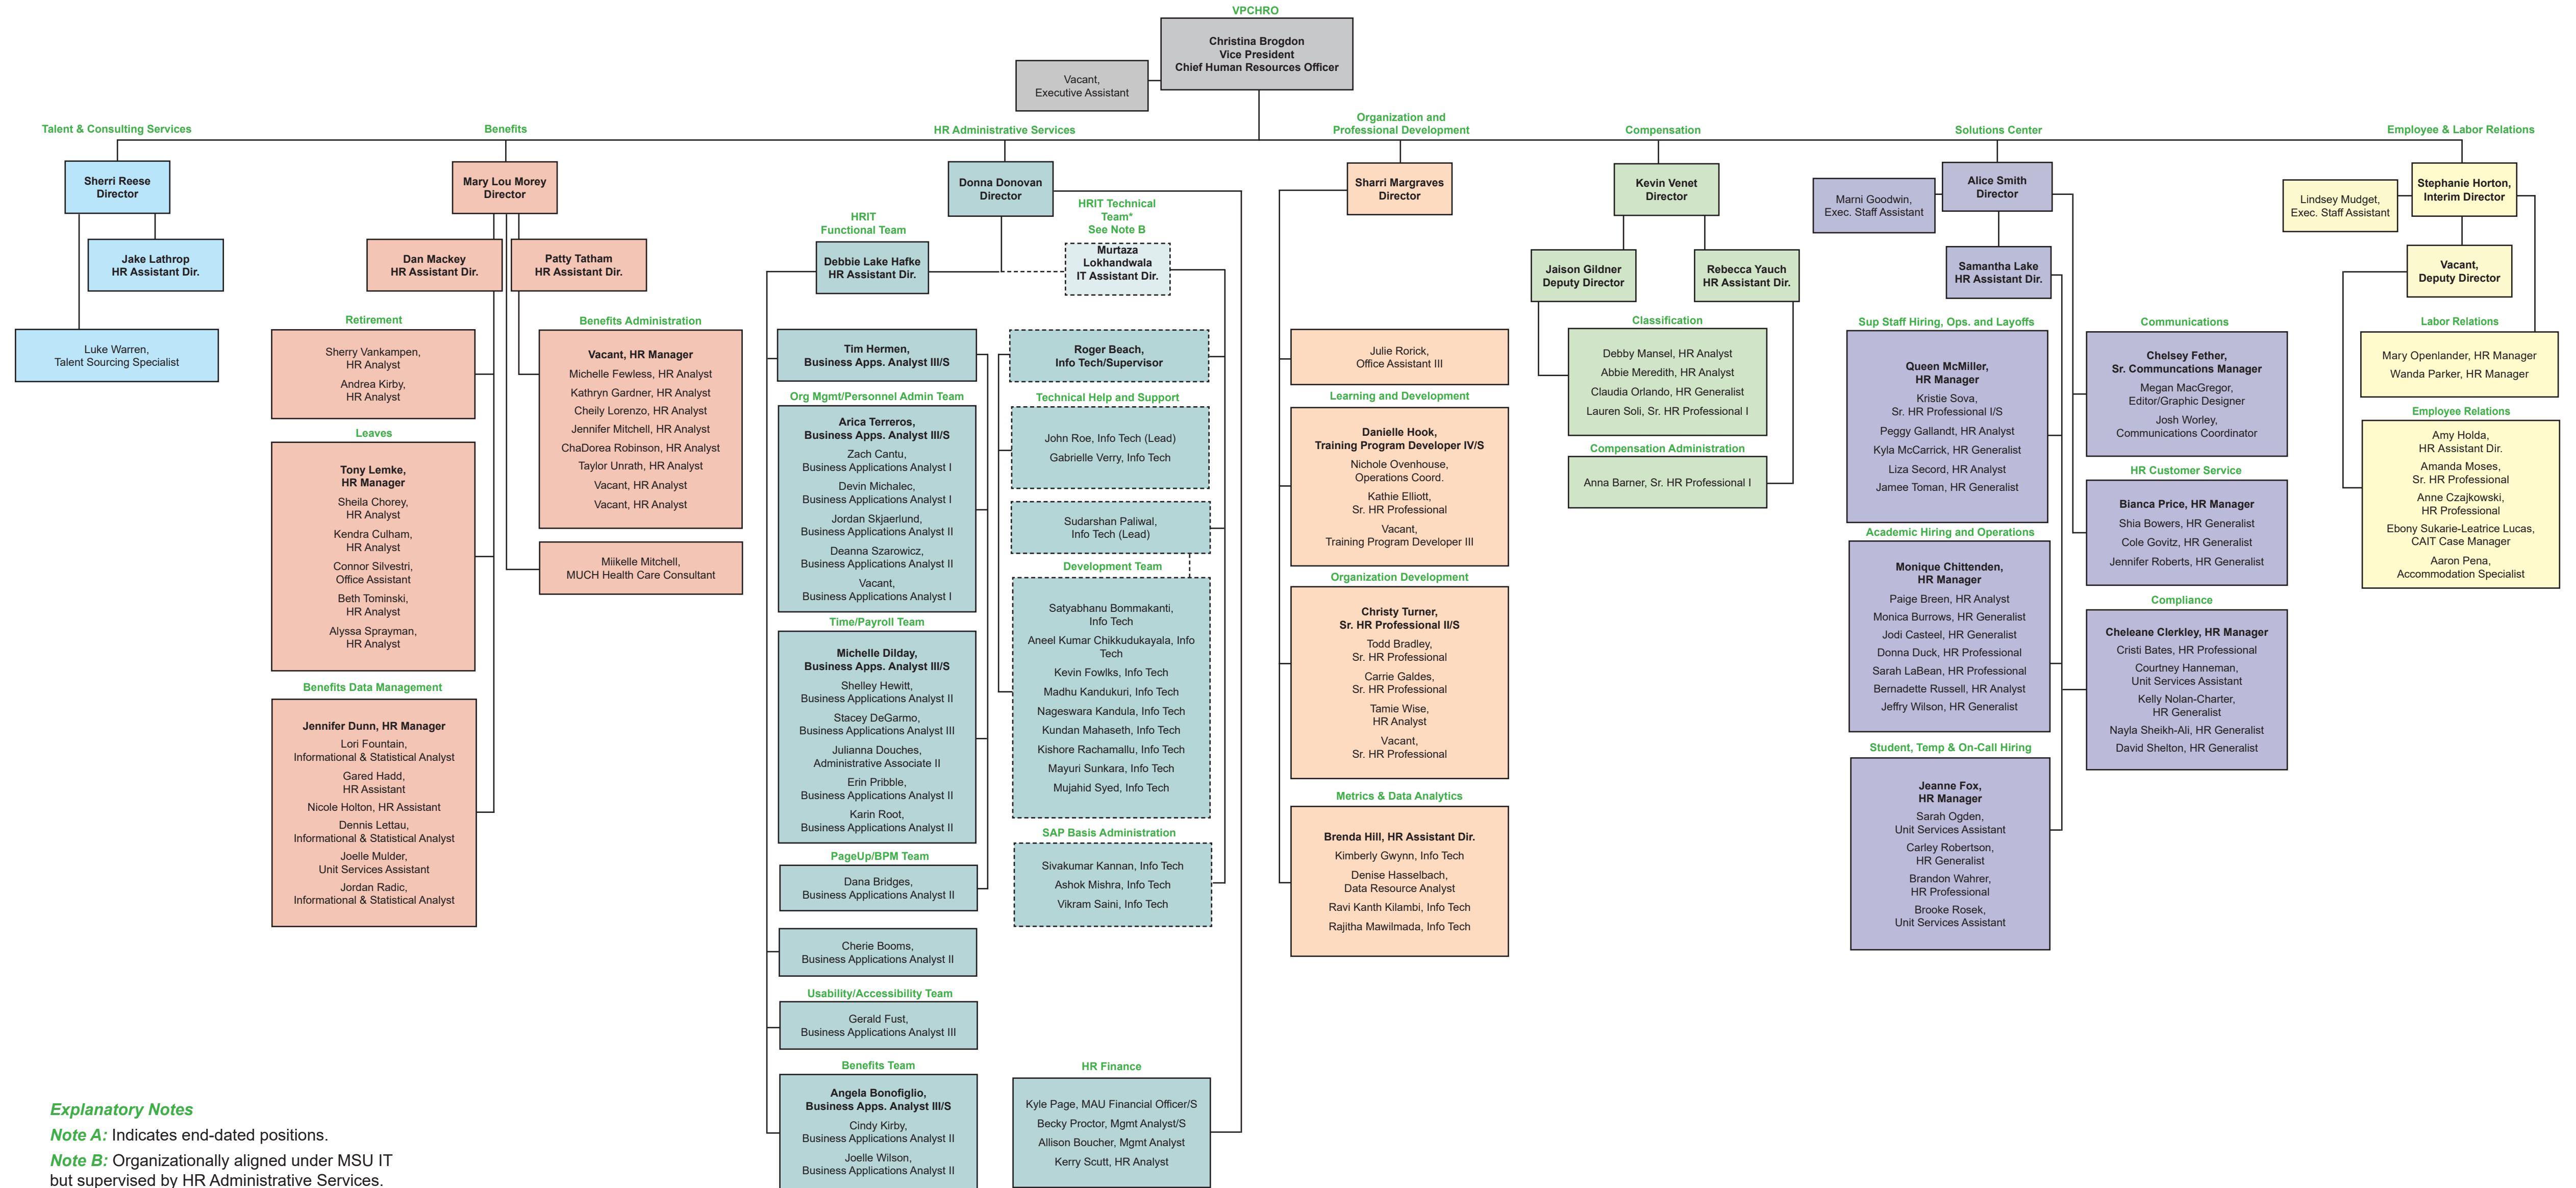 VPCHRO
Christina Brogdon
Vice President
Chief Human Resources Officer
Vacant,
Executive Assistant
Talent & Consulting Services
Sherri Reese
Director
Jake Lathrop
HR Assistant Dir.
Luke Warren,
Talent Sourcing Specialist
Benefits
Mary Lou Morey
Director
Dan Mackey
HR Assistant Dir.
Patty Tatham
HR Assistant Dir.
Retirement
Sherry Vankampen,
HR Analyst
Andrea Kirby,
HR Analyst
Leaves
Tony Lemke,
HR Manager
Sheila Chorey,
HR Analyst
Kendra Culham,
HR Analyst
Connor Silvestri,
Office Assistant
Beth Tominski,
HR Analyst
Alyssa Sprayman,
HR Analyst
Benefits Data Management
Jennifer Dunn, HR Manager
Lori Fountain,
Informational & Statistical Analyst
Gared Hadd,
HR Assistant
Nicole Holton, HR Assistant
Dennis Lettau,
Informational & Statistical Analyst
Joelle Mulder,
Unit Services Assistant
Jordan Radic,
Informational & Statistical Analyst
Benefits Administration
Vacant, HR Manager
Michelle Fewless, HR Analyst
Kathryn Gardner, HR Analyst
Cheily Lorenzo, HR Analyst
Jennifer Mitchell, HR Analyst
ChaDorea Robinson, HR Analyst
Taylor Unrath, HR Analyst
Vacant, HR Analyst
Vacant, HR Analyst
Miikelle Mitchell,
MUCH Health Care Consultant
HR Administrative Services
Donna Donovan
Director
HRIT
Functional Team
Debbie Lake Hafke
HR Assistant Dir.
HRIT Technical
Team*
See Note B
Murtaza
Lokhandwala
IT Assistant Dir.
Tim Hermen,
Business Apps. Analyst III/S
Org Mgmt/Personnel Admin Team
Arica Terreros,
Business Apps. Analyst III/S
Zach Cantu,
Business Applications Analyst I
Devin Michalec,
Business Applications Analyst I
Jordan Skjaerlund,
Business Applications Analyst II
Deanna Szarowicz,
Business Applications Analyst II
Vacant,
Business Applications Analyst I
Time/Payroll Team
Michelle Dilday,
Business Apps. Analyst III/S
Shelley Hewitt,
Business Applications Analyst II
Stacey DeGarmo,
Business Applications Analyst III
Julianna Douches,
Administrative Associate II
Erin Pribble,
Business Applications Analyst II
Karin Root,
Business Applications Analyst II
PageUp/BPM Team
Dana Bridges,
Business Applications Analyst II
Cherie Booms,
Business Applications Analyst II
Usability/Accessibility Team
Gerald Fust,
Business Applications Analyst III
Benefits Team
Angela Bonofiglio,
Business Apps. Analyst III/S
Cindy Kirby,
Business Applications Analyst II
Joelle Wilson,
Business Applications Analyst II
Roger Beach,
Info Tech/Supervisor
Technical Help and Support
John Roe, Info Tech (Lead)
Gabrielle Verry, Info Tech
Sudarshan Paliwal,
Info Tech (Lead)
Development Team
Satyabhanu Bommakanti,
Info Tech
Aneel Kumar Chikkudukayala, Info
Tech
Kevin Fowlks, Info Tech
Madhu Kandukuri, Info Tech
Nageswara Kandula, Info Tech
Kundan Mahaseth, Info Tech
Kishore Rachamallu, Info Tech
Mayuri Sunkara, Info Tech
Mujahid Syed, Info Tech
SAP Basis Administration
Sivakumar Kannan, Info Tech
Ashok Mishra, Info Tech
Vikram Saini, Info Tech
HR Finance
Kyle Page, MAU Financial Officer/S
Becky Proctor, Mgmt Analyst/S
Allison Boucher, Mgmt Analyst
Kerry Scutt, HR Analyst
Organization and
Professional Development
Sharri Margraves
Director
Julie Rorick,
Office Assistant III
Learning and Development
Danielle Hook,
Training Program Developer IV/S
Nichole Ovenhouse,
Operations Coord.
Kathie Elliott,
Sr. HR Professional
Vacant,
Training Program Developer III
Organization Development
Christy Turner,
Sr. HR Professional II/S
Todd Bradley,
Sr. HR Professional
Carrie Galdes,
Sr. HR Professional
Tamie Wise,
HR Analyst
Vacant,
Sr. HR Professional
Metrics & Data Analytics
Brenda Hill, HR Assistant Dir.
Kimberly Gwynn, Info Tech
Denise Hasselbach,
Data Resource Analyst
Ravi Kanth Kilambi, Info Tech
Rajitha Mawilmada, Info Tech
Compensation
Kevin Venet
Director
Jaison Gildner
Deputy Director
Rebecca Yauch
HR Assistant Dir.
Classification
Debby Mansel, HR Analyst
Abbie Meredith, HR Analyst
Claudia Orlando, HR Generalist
Lauren Soli, Sr. HR Professional I
Compensation Administration
Anna Barner, Sr. HR Professional I
Solutions Center
Marni Goodwin,
Exec. Staff Assistant
Alice Smith
Director
Samantha Lake
HR Assistant Dir.
Sup Staff Hiring, Ops. and Layoffs
Queen McMiller,
HR Manager
Kristie Sova,
Sr. HR Professional I/S
Peggy Gallandt, HR Analyst
Kyla McCarrick, HR Generalist
Liza Secord, HR Analyst
Jamee Toman, HR Generalist
Academic Hiring and Operations
Monique Chittenden,
HR Manager
Paige Breen, HR Analyst
Monica Burrows, HR Generalist
Jodi Casteel, HR Generalist
Donna Duck, HR Professional
Sarah LaBean, HR Professional
Bernadette Russell, HR Analyst
Jeffry Wilson, HR Generalist
Student, Temp & On-Call Hiring
Jeanne Fox,
HR Manager
Sarah Ogden,
Unit Services Assistant
Carley Robertson,
HR Generalist
Brandon Wahrer,
HR Professional
Brooke Rosek,
Unit Services Assistant
Communications
Chelsey Fether,
Sr. Communcations Manager
Megan MacGregor,
Editor/Graphic Designer
Josh Worley,
Communications Coordinator
HR Customer Service
Bianca Price, HR Manager
Shia Bowers, HR Generalist
Cole Govitz, HR Generalist
Jennifer Roberts, HR Generalist
Compliance
Cheleane Clerkley, HR Manager
Cristi Bates, HR Professional
Courtney Hanneman,
Unit Services Assistant
Kelly Nolan-Charter,
HR Generalist
Nayla Sheikh-Ali, HR Generalist
David Shelton, HR Generalist
Employee & Labor Relations
Lindsey Mudget,
Exec. Staff Assistant
Stephanie Horton,
Interim Director
Vacant,
Deputy Director
Labor Relations
Mary Openlander, HR Manager
Wanda Parker, HR Manager
Employee Relations
Amy Holda,
HR Assistant Dir.
Amanda Moses,
Sr. HR Professional
Anne Czajkowski,
HR Professional
Ebony Sukarie-Leatrice Lucas,
CAIT Case Manager
Aaron Pena,
Accommodation Specialist
Explanatory Notes
Note A: Indicates end-dated positions.
Note B: Organizationally aligned under MSU IT
but supervised by HR Administrative Services.